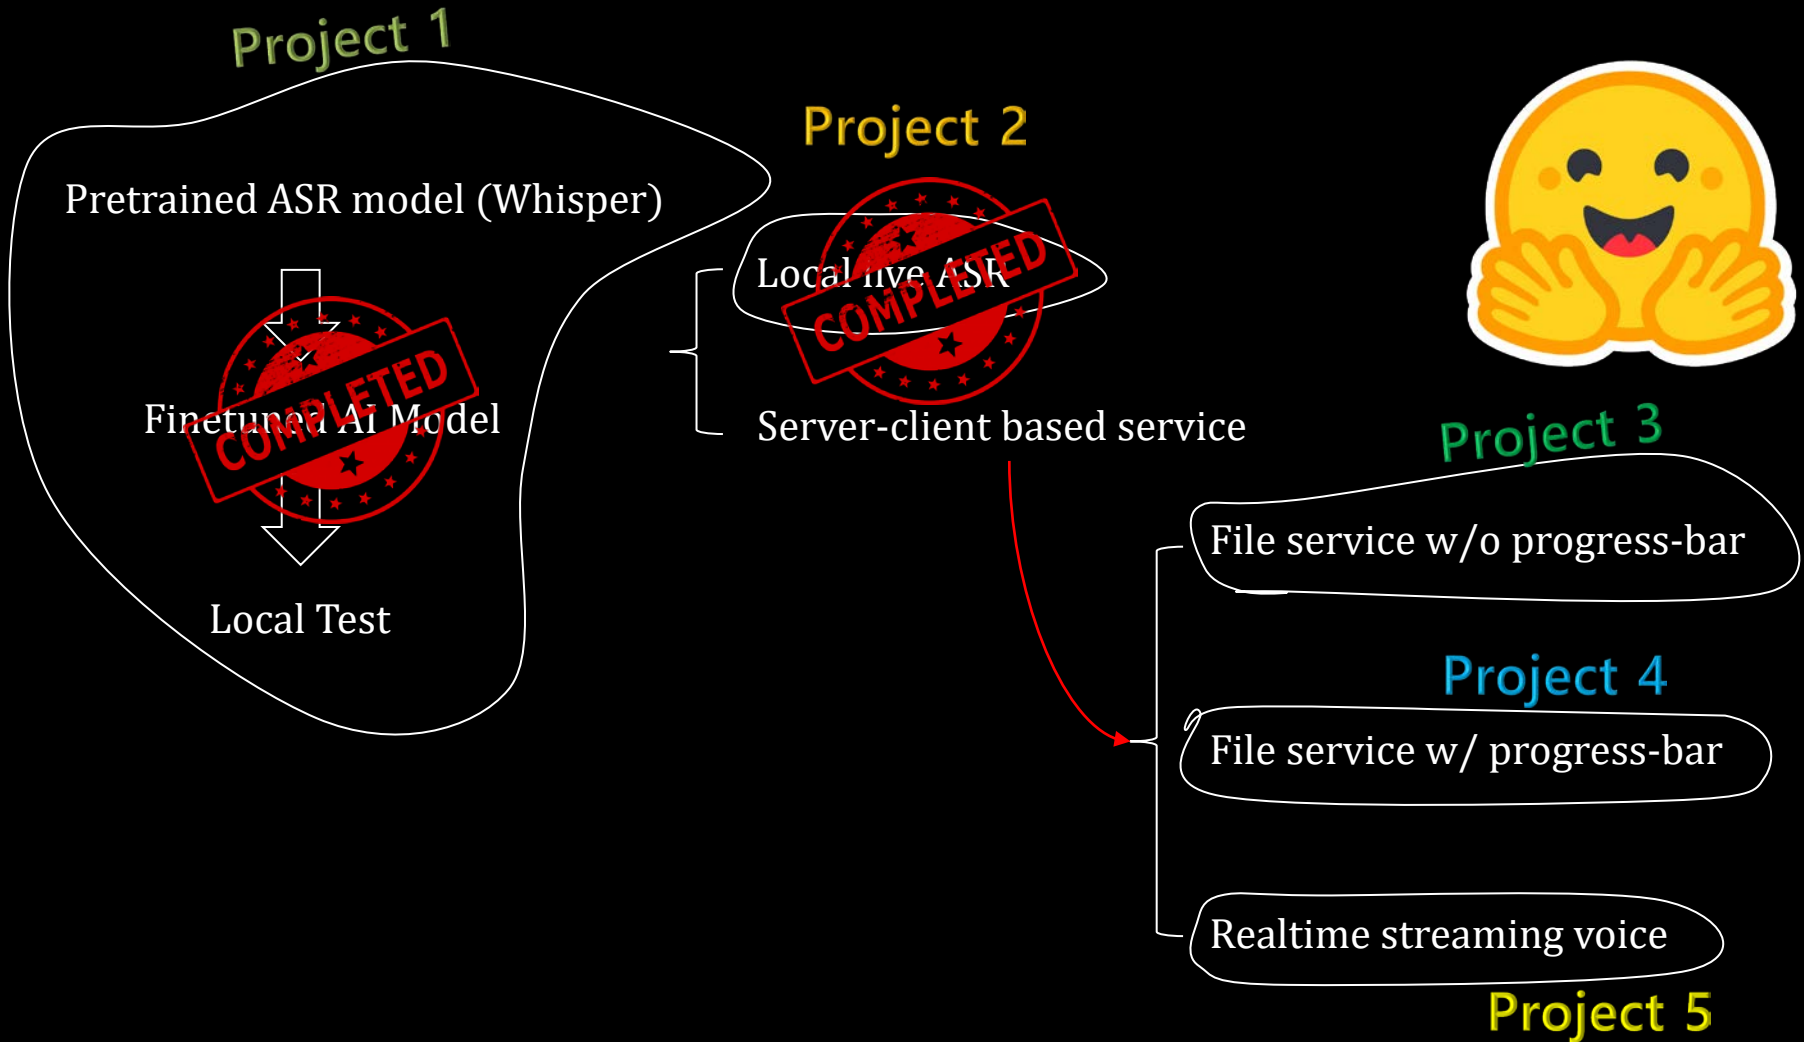 Project 1
Pretrained ASR model (Whisper)
COMPLETED
Finetuned AI Model
Local Test
Project 2
Local live ASR
COMPLETED
Server-client based service
Project 3
File service w/o progress-bar
Project 4
File service w/ progress-bar
Realtime streaming voice
Project 5